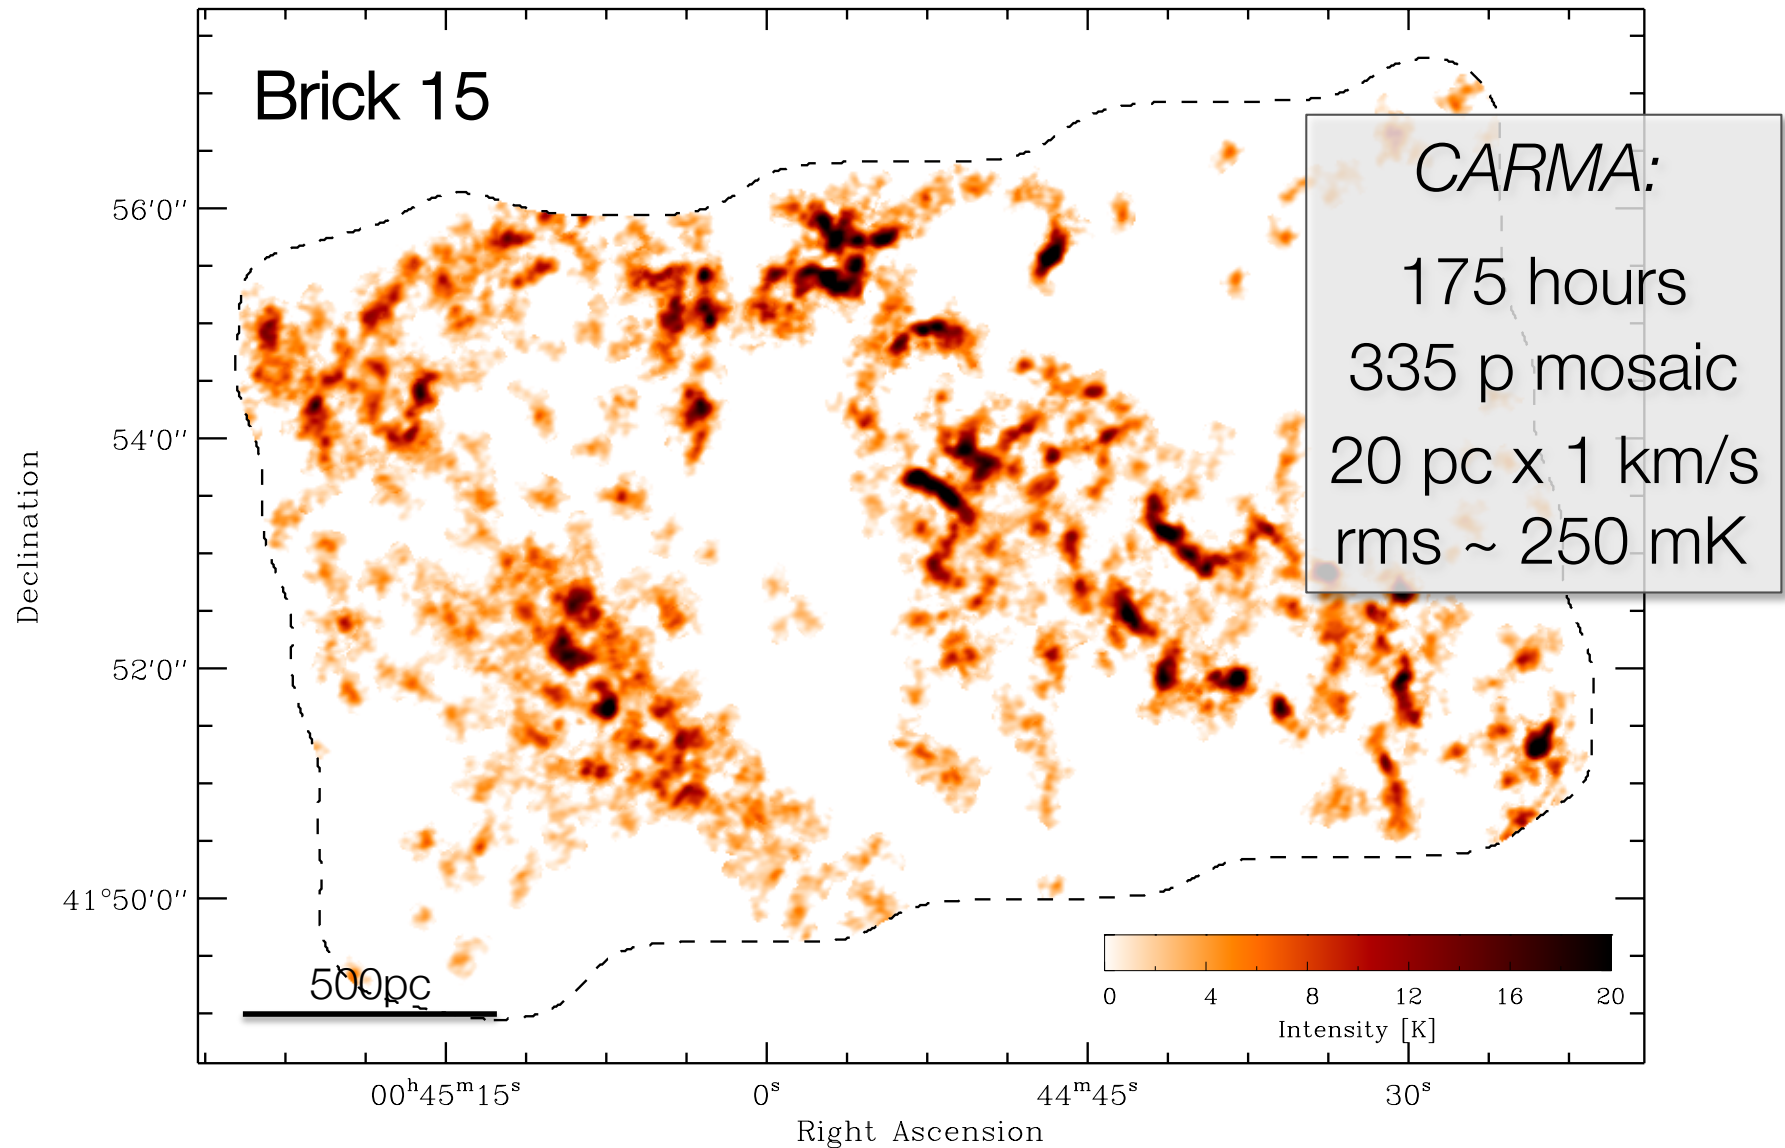 Brick 15
CARMA:
175 hours
335 p mosaic
20 pc x 1 km/s
rms ~ 250 mK
56'0''
54'0''
52'0''
41°50'0''
Declination
500pc
0 4 8 12 16 20
Intensity [K]
00ʰ45ᵐ15ˢ 0ˢ 44ᵐ45ˢ 30ˢ
Right Ascension